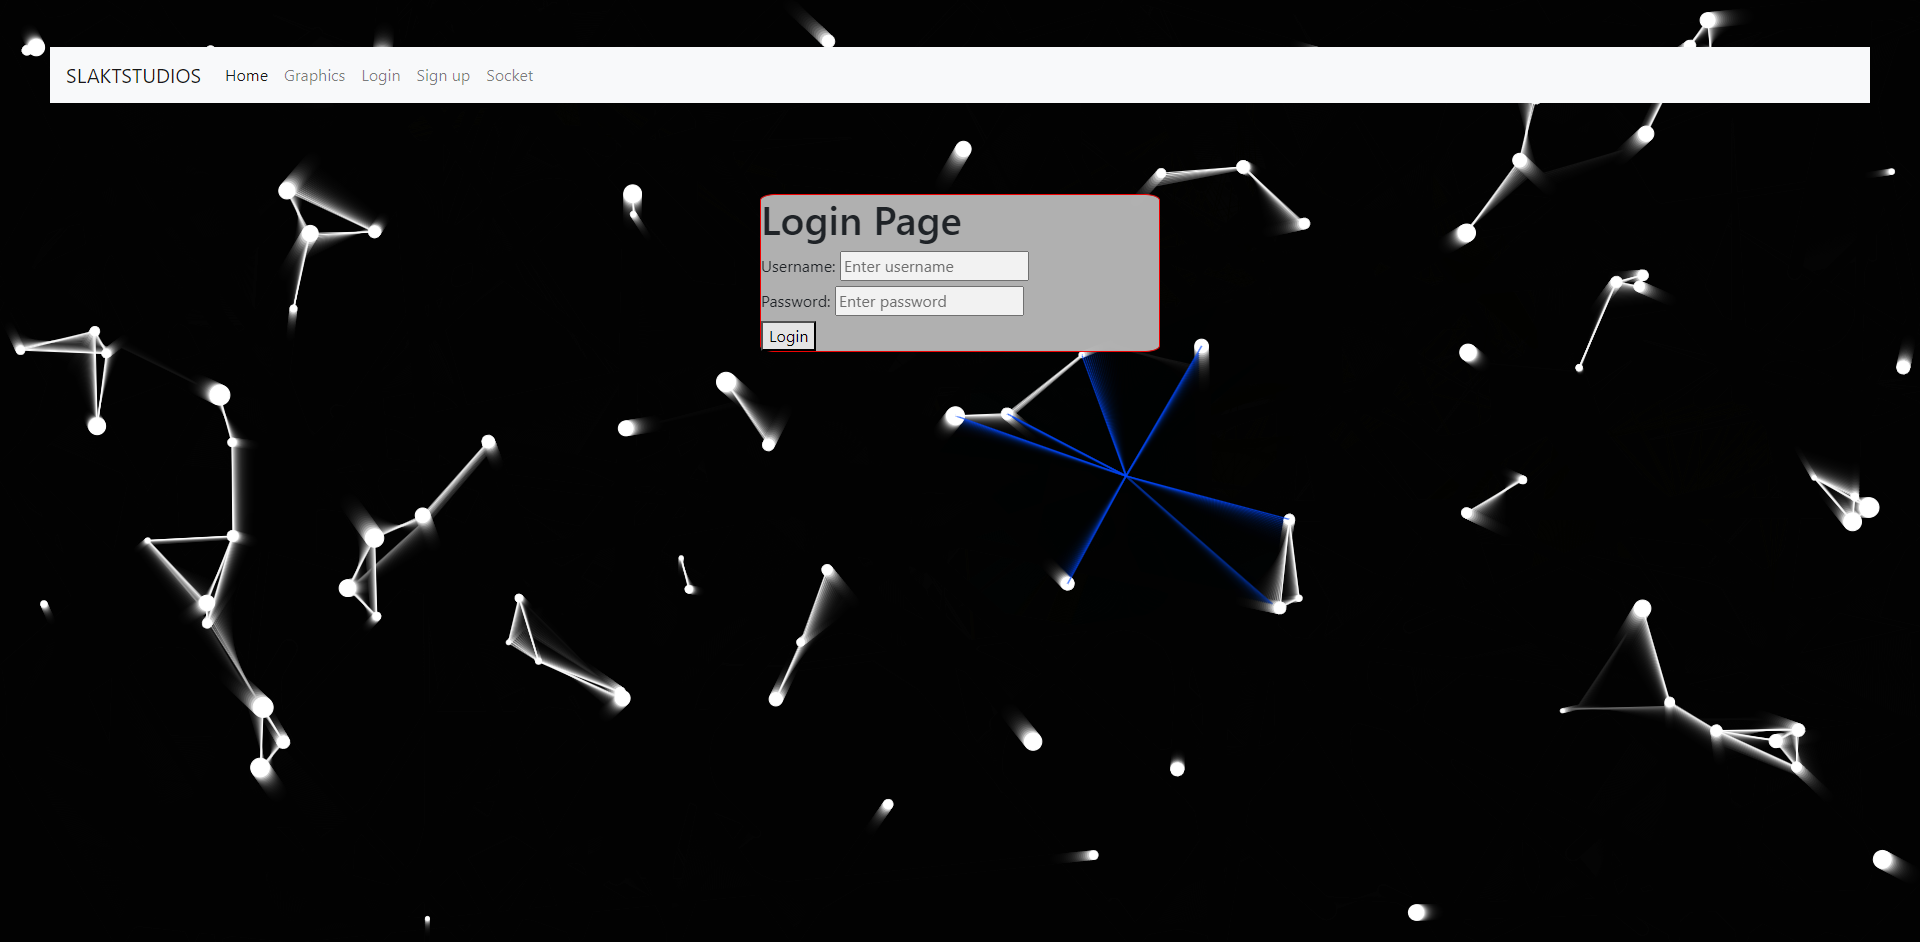 SLAKTSTUDIOS Home Graphics Login Sign up Socket
Login Page
Username: Enter username
Password: Enter password
Login